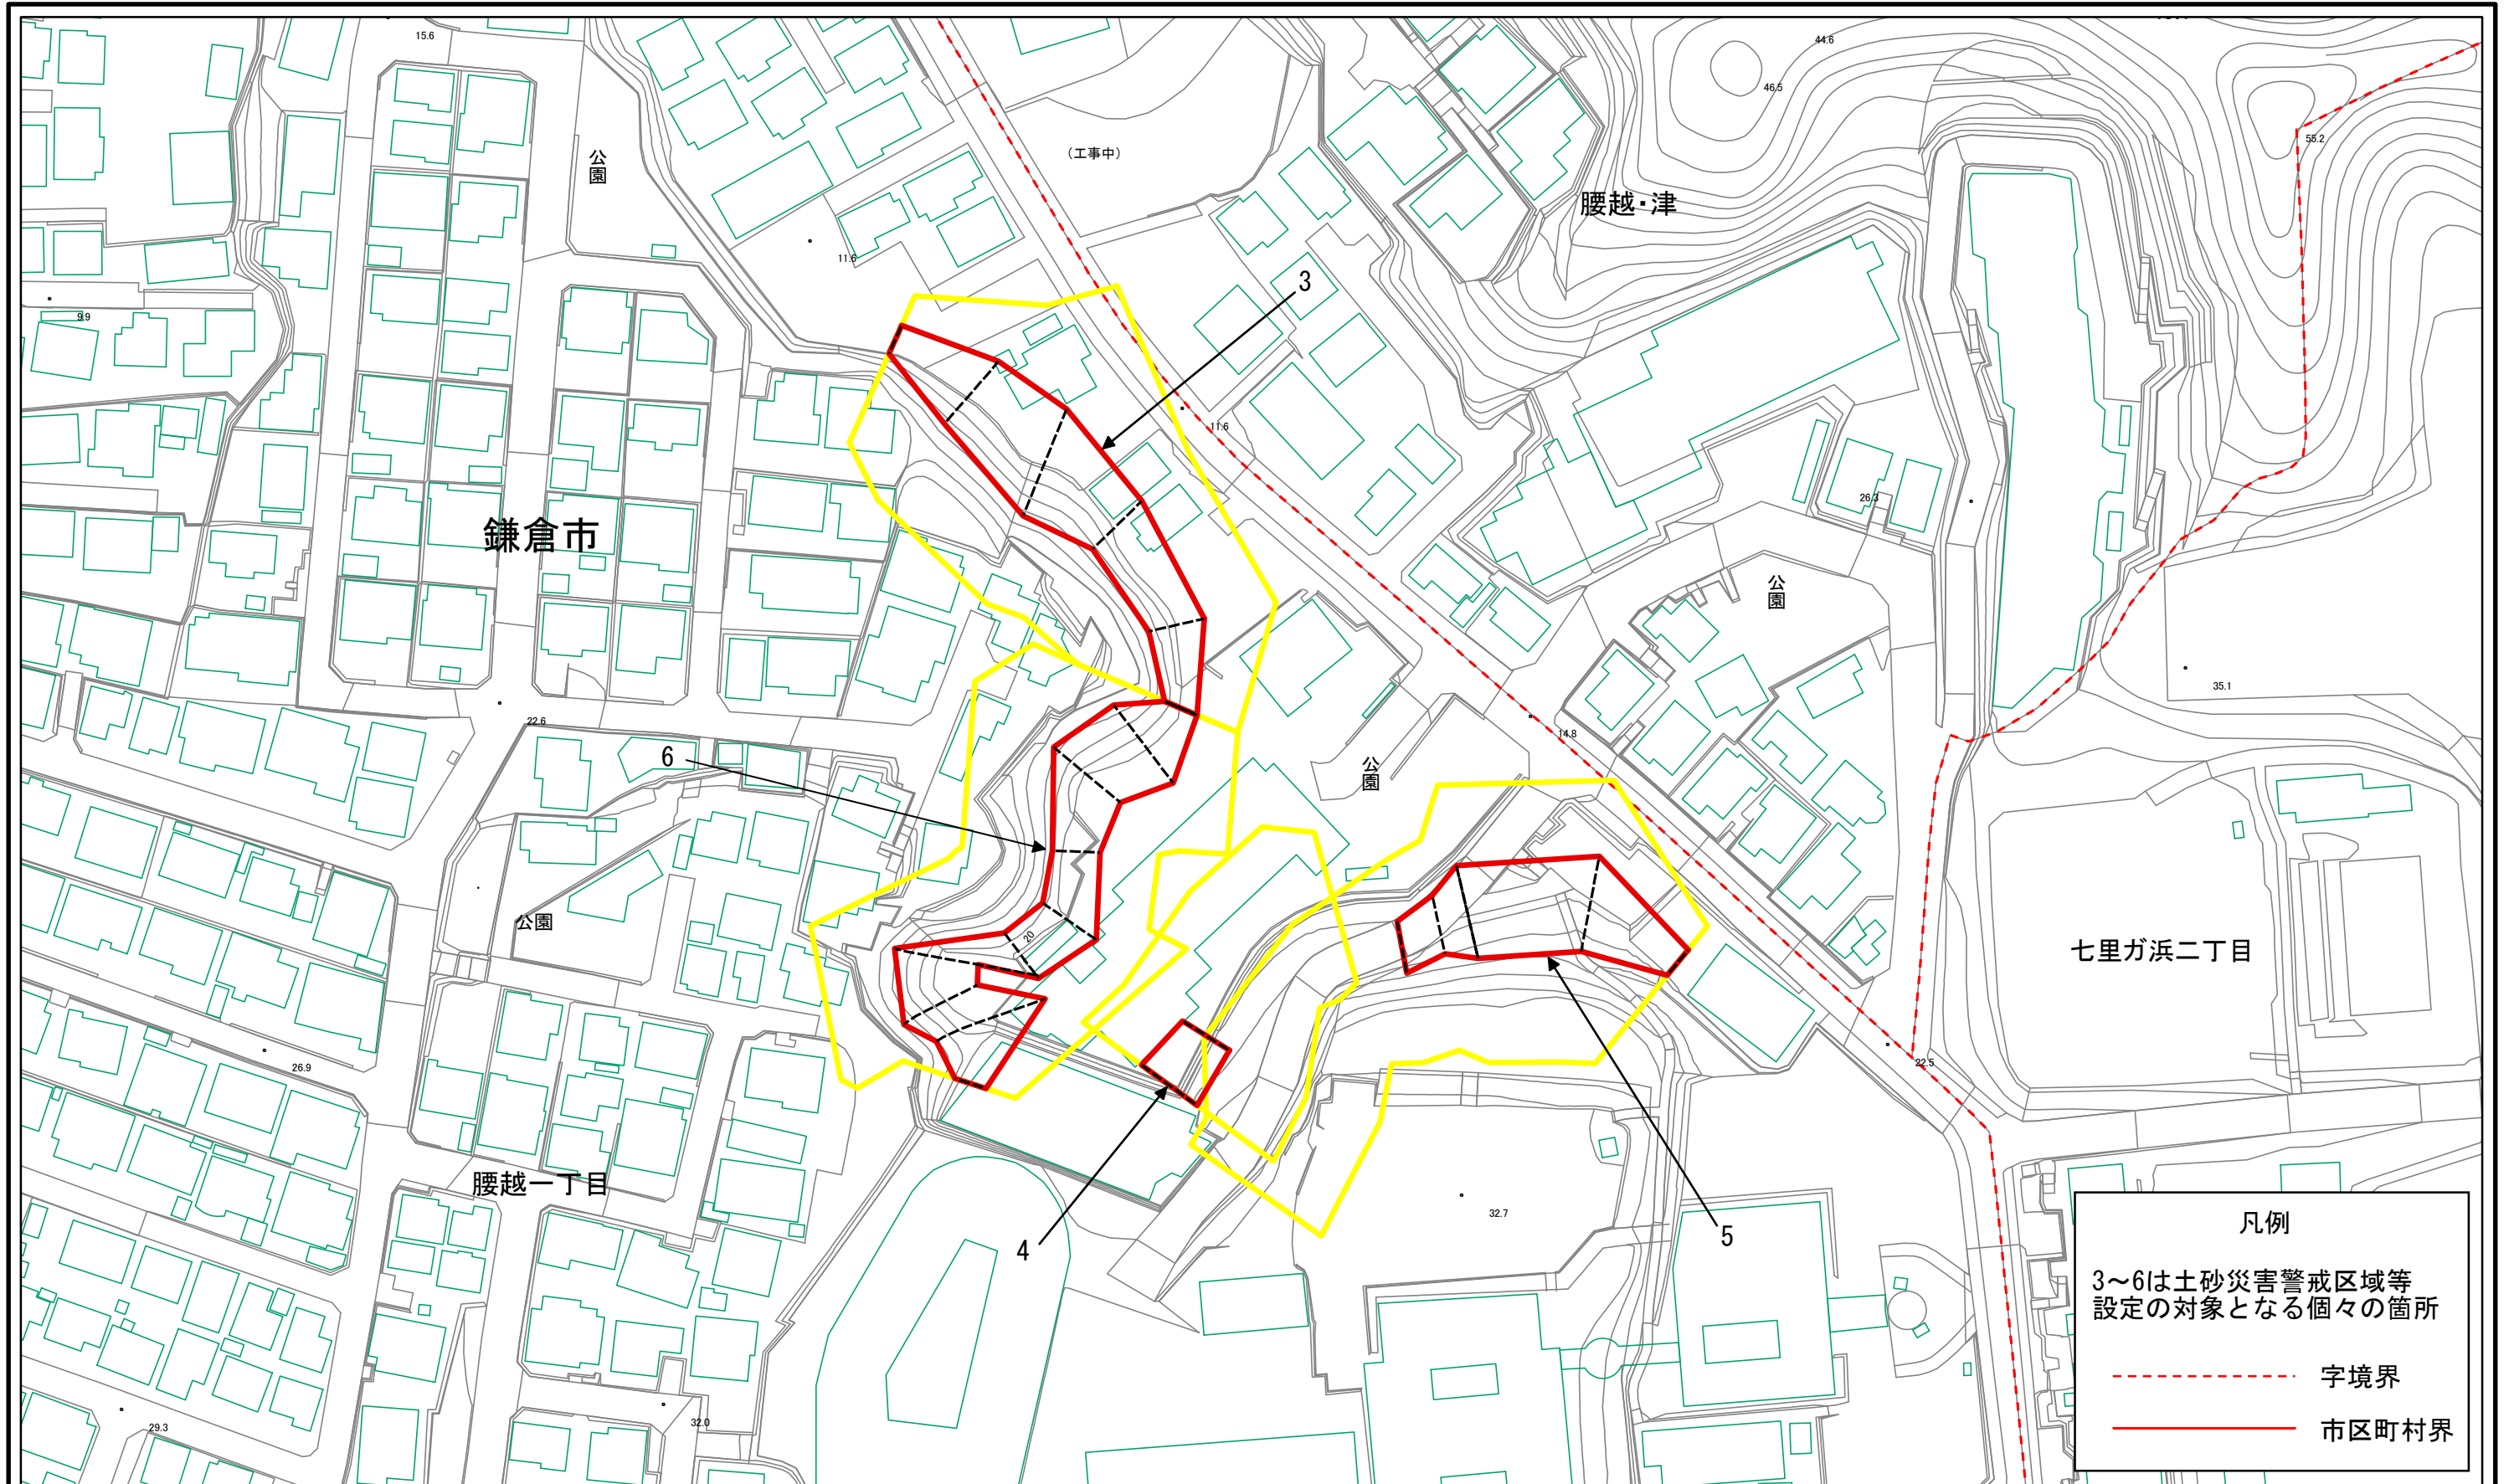 15.6
44.6
46.5
55.2
公園
（工事中）
腰越・津
11.6
3
9.9
11.6
26.3
鎌倉市
公園
35.1
22.6
14.8
6
公園
公園
20
七里ガ浜二丁目
22.5
26.9
腰越一丁目
32.7
4
5
29.3
32.0
凡例
3～6は土砂災害警戒区域等
設定の対象となる個々の箇所
字境界
市区町村界